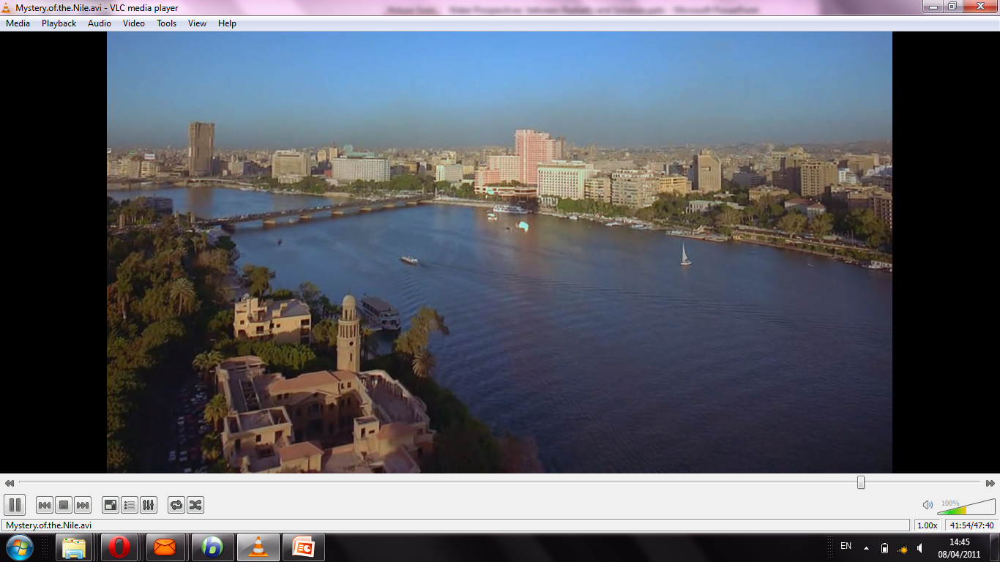 Mystery.of.the.Nile.avi - VLC media player
Media Playback Audio Video Tools View Help
100%
Mystery.of.the.Nile.avi
1.00x
41:54/47:40
EN
14:45
08/04/2011